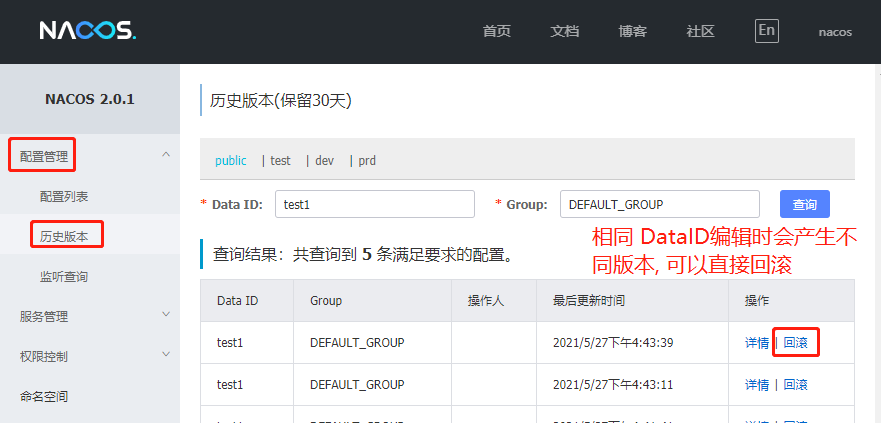 NACOS.
首页 文档 博客 社区 En nacos
NACOS 2.0.1
配置管理
配置列表
历史版本
监听查询
服务管理
权限控制
命名空间
历史版本(保留30天)
public | test | dev | prd
* Data ID: test1 * Group: DEFAULT_GROUP 查询
相同 DataID编辑时会产生不
同版本, 可以直接回滚
查询结果：共查询到 5 条满足要求的配置。
Data ID Group 操作人 最后更新时间 操作
test1 DEFAULT_GROUP 2021/5/27下午4:43:39 详情 | 回滚
test1 DEFAULT_GROUP 2021/5/27下午4:43:11 详情 | 回滚